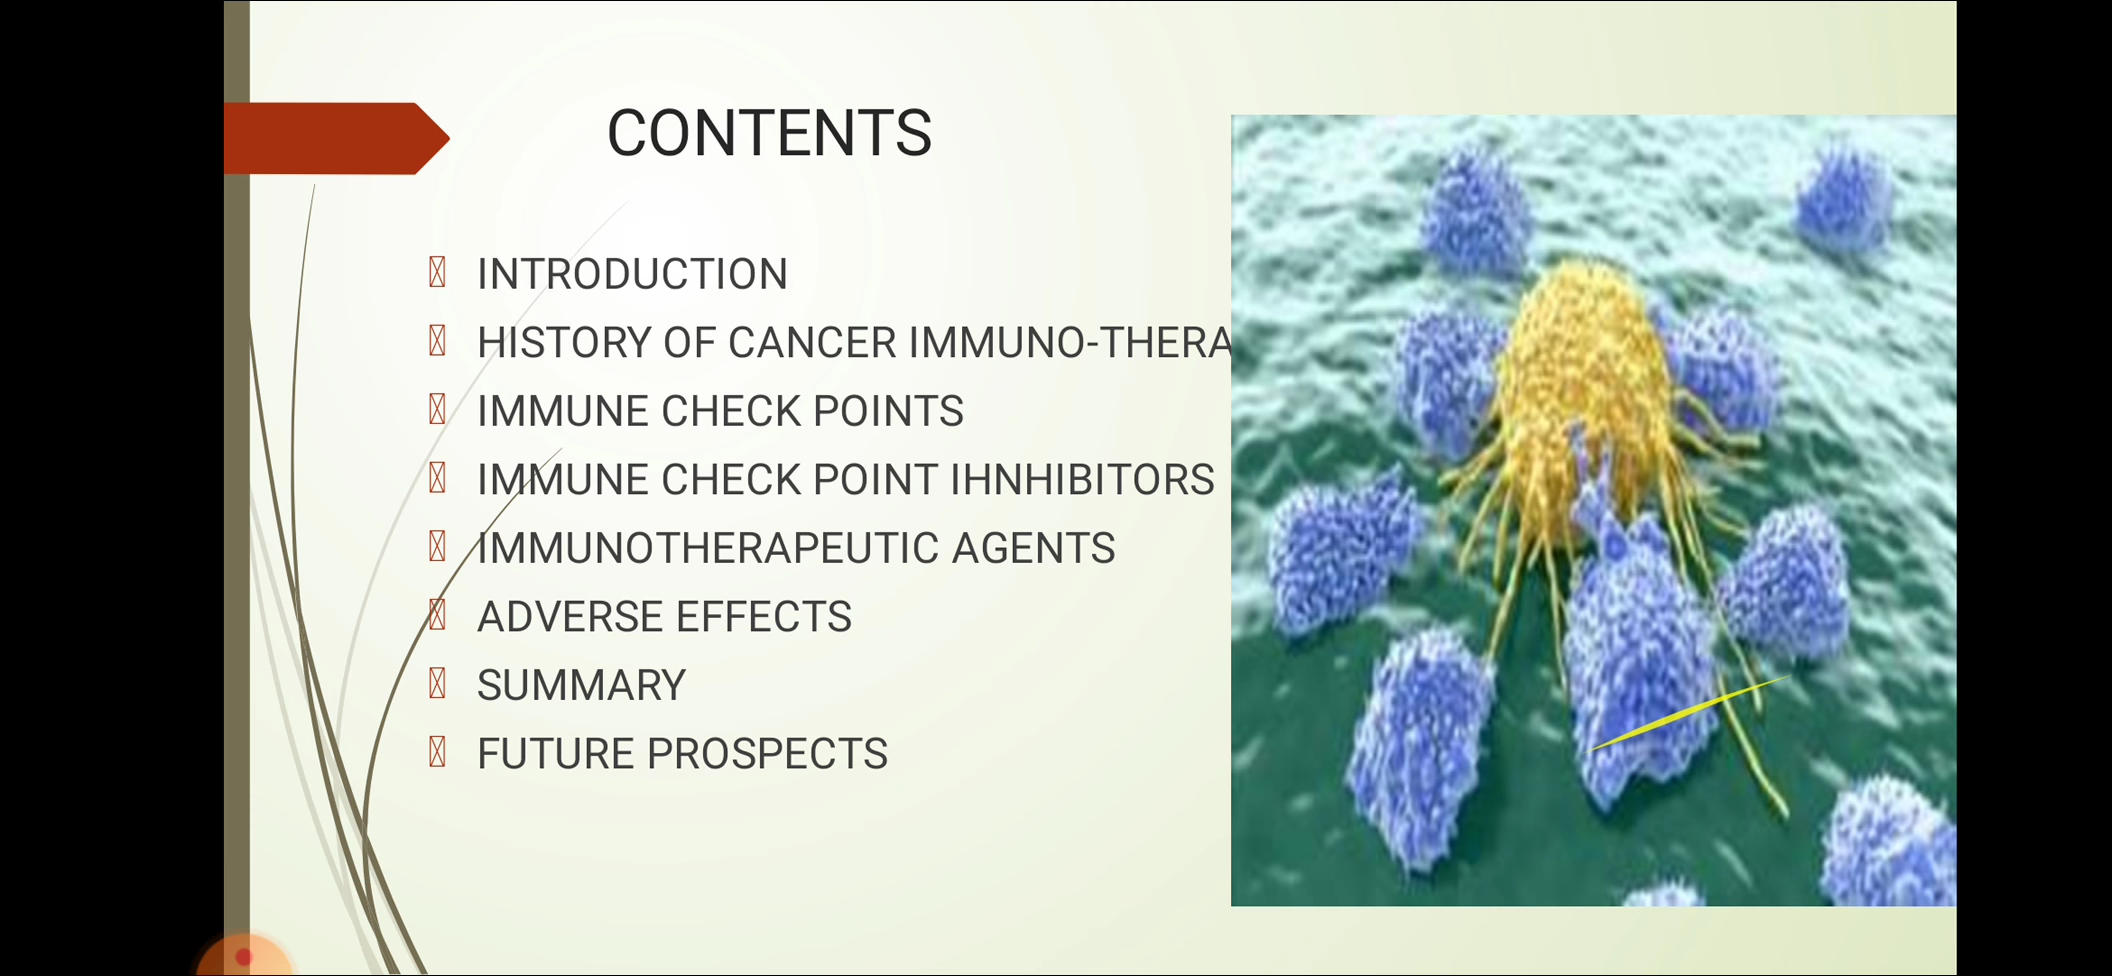 CONTENTS
INTRODUCTION
HISTORY OF CANCER IMMUNO-THERA
IMMUNE CHECK POINTS
IMMUNE CHECK POINT IHNHIBITORS
IMMUNOTHERAPEUTIC AGENTS
ADVERSE EFFECTS
SUMMARY
FUTURE PROSPECTS